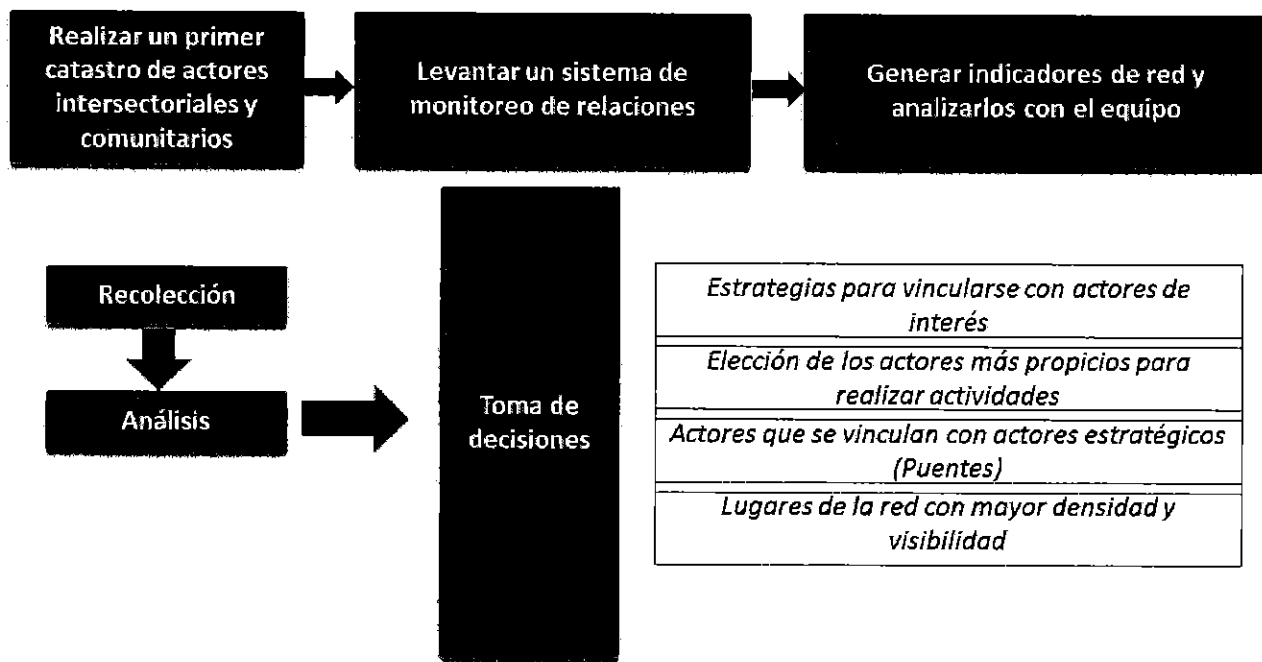 Realizar un primer
catastro de actores
intersectoriales y
comunitarios
Levantar un sistema de
monitoreo de relaciones
Generar indicadores de red y
analizarlos con el equipo
Recolección
Análisis
Toma de
decisiones
Estrategias para vincularse con actores de
interés
Elección de los actores más propicios para
realizar actividades
Actores que se vinculan con actores estratégicos
(Puentes)
Lugares de la red con mayor densidad y
visibilidad